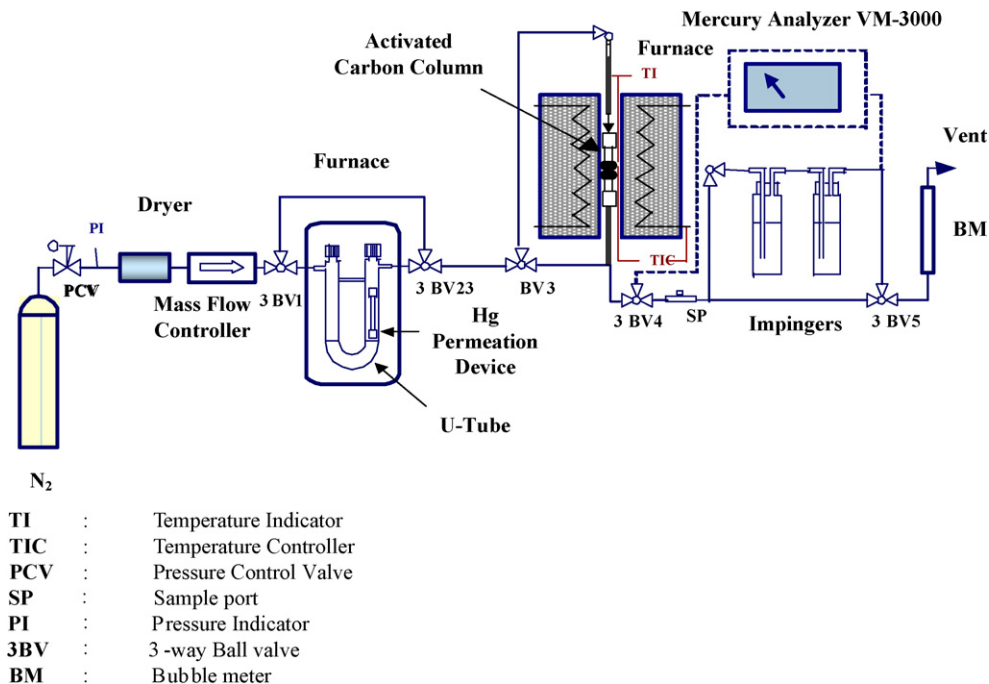 Mercury Analyzer VM-3000
Activated
Carbon Column
Furnace
TI
Vent
Furnace
Dryer
PI
BM
PCV
TIC
Mass Flow
Controller
3 BV1
3 BV23
BV3
Hg
Permeation
Device
3 BV4
SP
Impingers
3 BV5
U-Tube
N₂
TI : Temperature Indicator
TIC : Temperature Controller
PCV : Pressure Control Valve
SP : Sample port
PI : Pressure Indicator
3BV : 3 -way Ball valve
BM : Bubble meter